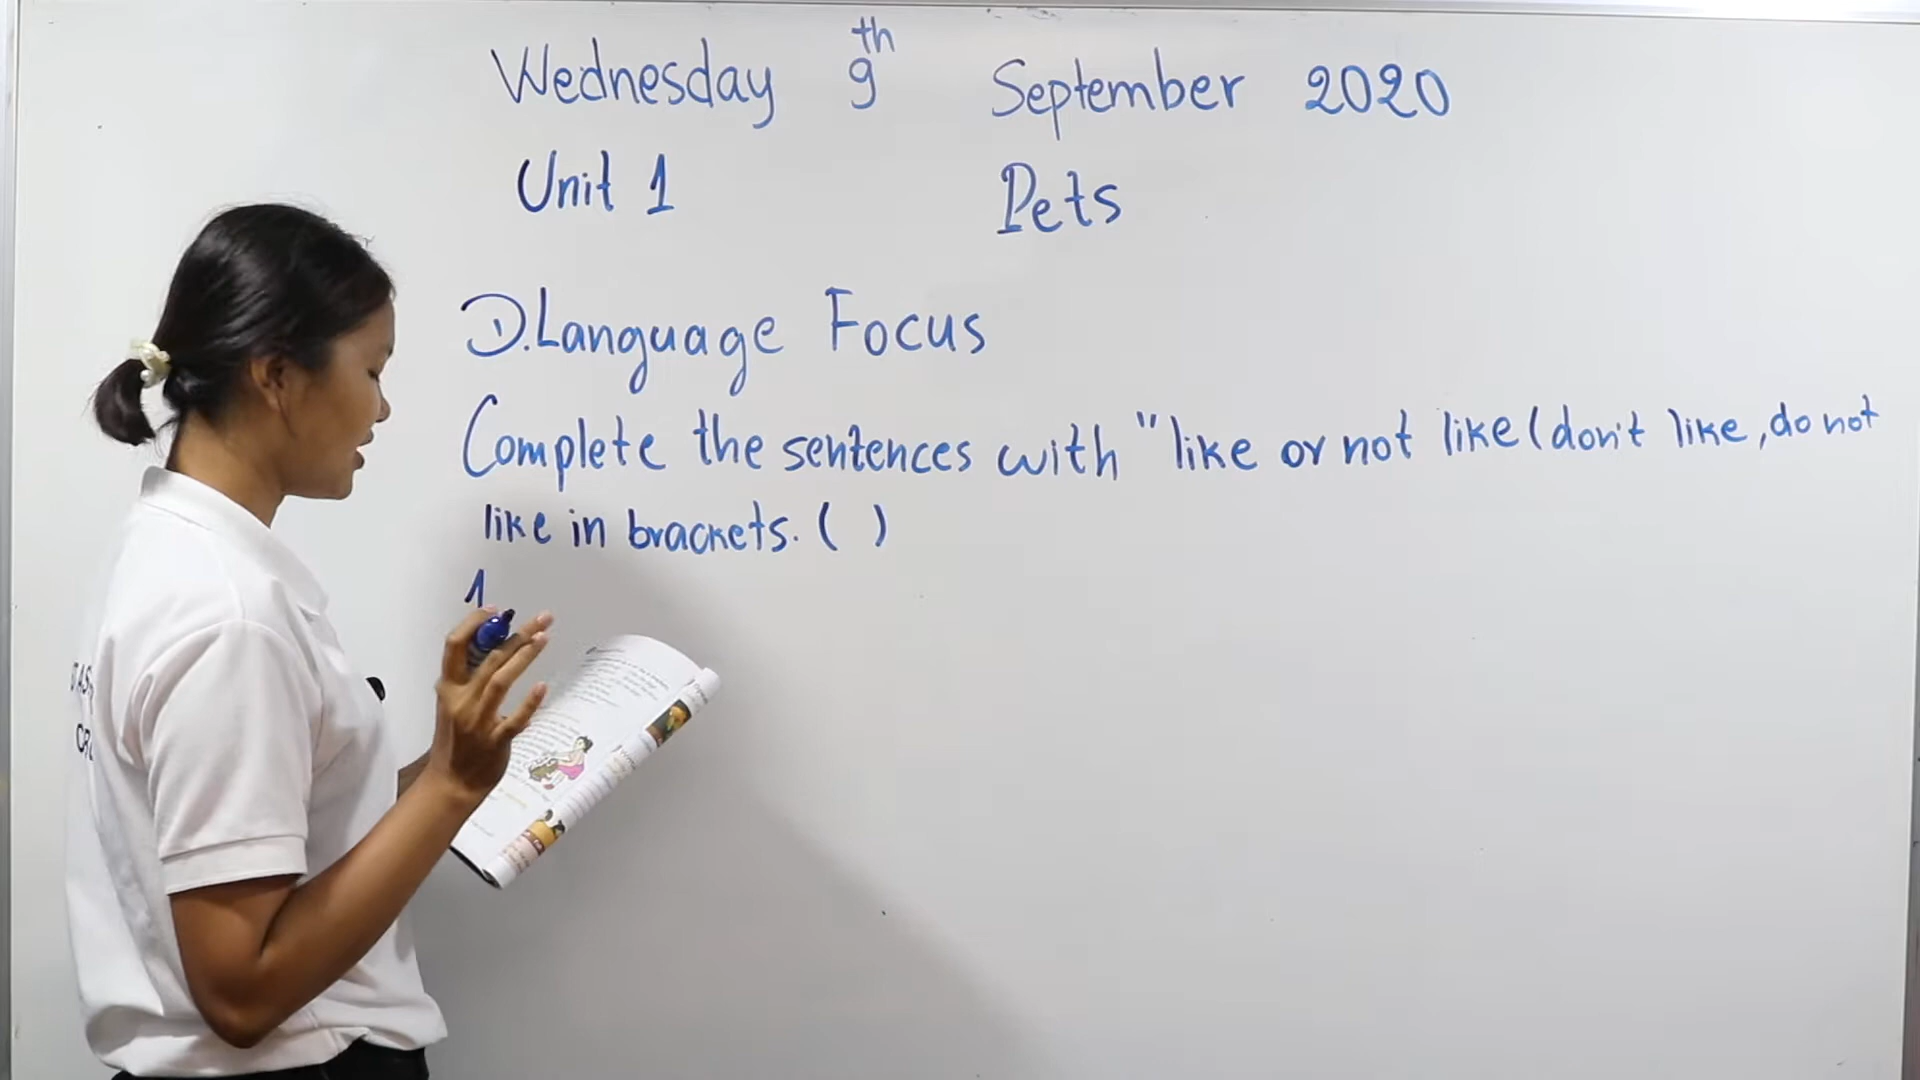 Wednesday 9th September 2020
Unit 1 Pets
D. Language Focus
Complete the sentences with "like or not like (don't like, do not
like in brackets. ( )
1